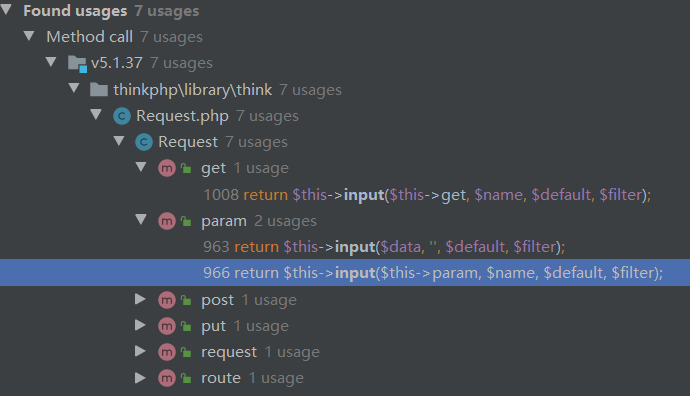 Found usages 7 usages
Method call 7 usages
v5.1.37 7 usages
thinkphp\library\think 7 usages
C Request.php 7 usages
C Request 7 usages
m get 1 usage
1008 return $this->input($this->get, $name, $default, $filter);
m param 2 usages
963 return $this->input($data, '', $default, $filter);
966 return $this->input($this->param, $name, $default, $filter);
m post 1 usage
m put 1 usage
m request 1 usage
m route 1 usage